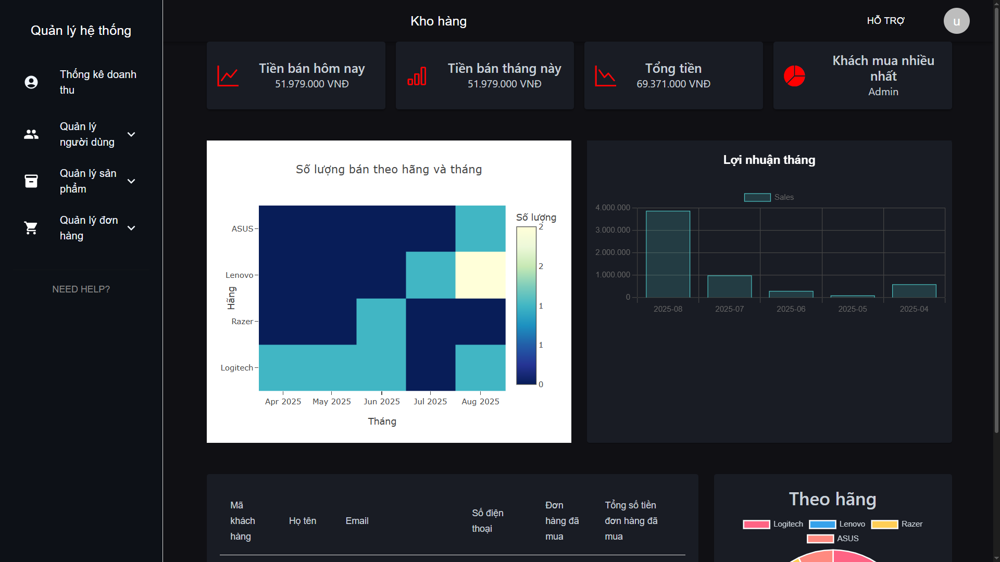 Quản lý hệ thống
Thống kê doanh
thu
Quản lý
người dùng
Quản lý sản
phẩm
Quản lý đơn
hàng
NEED HELP?
Kho hàng
HỖ TRỢ
u
Tiền bán hôm nay
51.979.000 VNĐ
Tiền bán tháng này
51.979.000 VNĐ
Tổng tiền
69.371.000 VNĐ
Khách mua nhiều
nhất
Admin
Số lượng bán theo hãng và tháng
Số lượng
2
2
1
1
0
ASUS
Lenovo
Razer
Logitech
Hãng
Apr 2025
May 2025
Jun 2025
Jul 2025
Aug 2025
Tháng
Lợi nhuận tháng
Sales
4.000.000
3.000.000
2.000.000
1.000.000
0
2025-08
2025-07
2025-06
2025-05
2025-04
Mã
khách
hàng
Họ tên
Email
Số điện
thoại
Đơn
hàng đã
mua
Tổng số tiền
đơn hàng đã
mua
Theo hãng
Logitech
Lenovo
Razer
ASUS